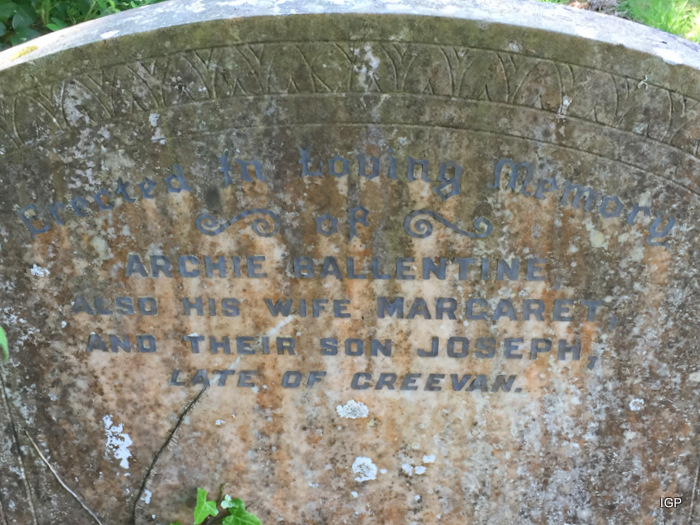 Erected In Loving Memory
of
ARCHIE BALLENTINE,
ALSO HIS WIFE MARGARET,
AND THEIR SON JOSEPH,
LATE OF CREEVAN.
IGP